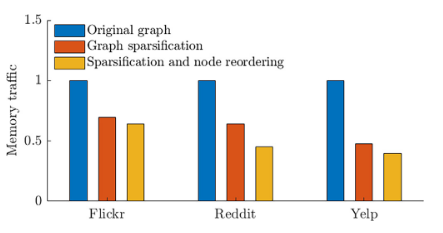 1.5
Original graph
Graph sparsification
Sparsification and node reordering
1
Memory traffic
0.5
0
Flickr Reddit Yelp